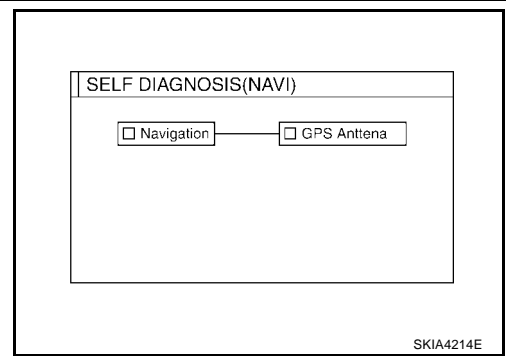 SELF DIAGNOSIS(NAVI)
Navigation
GPS Anttena
SKIA4214E